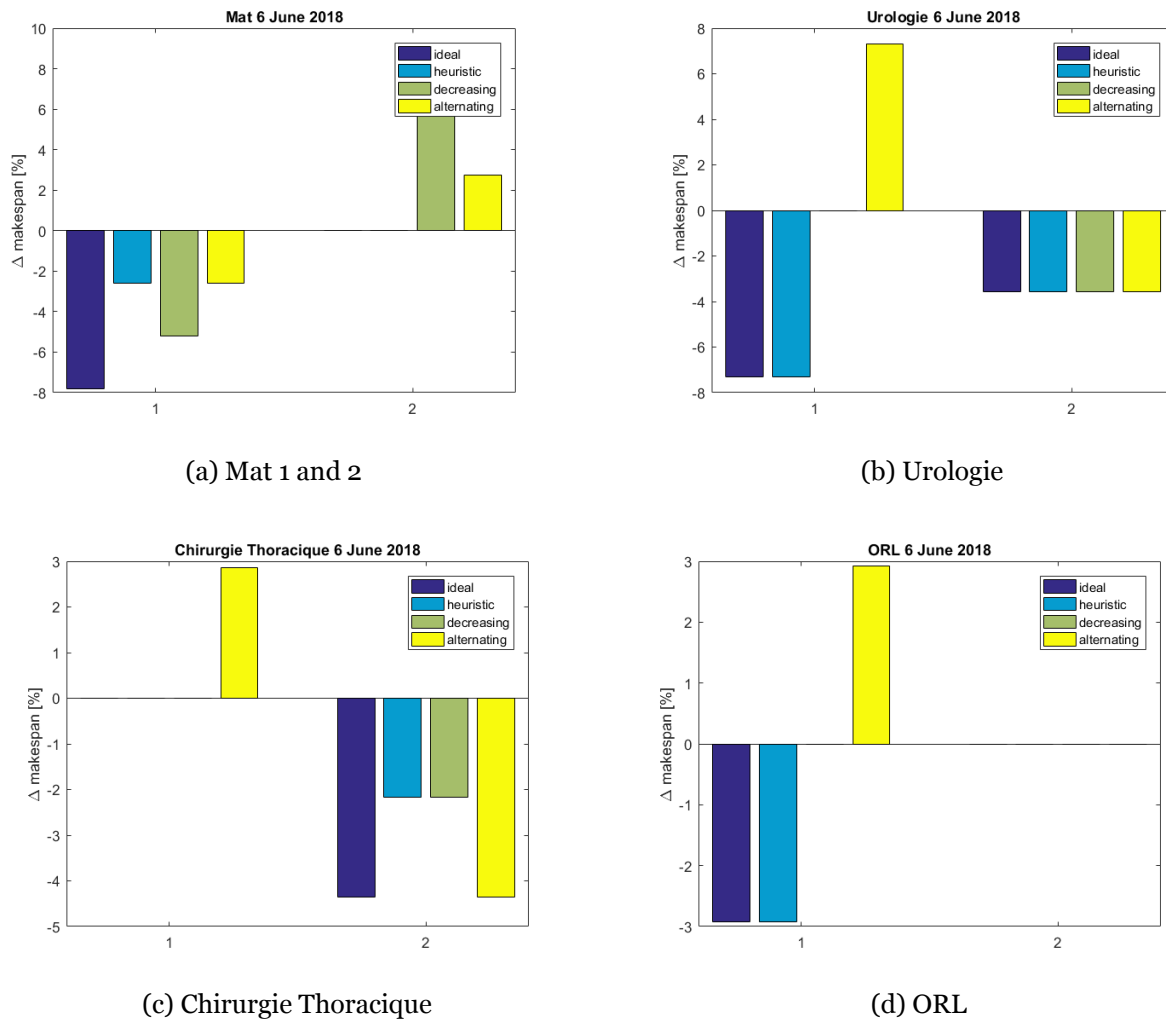 Mat 6 June 2018
10
8
6
4
2
0
-2
-4
-6
-8
Δ makespan [%]
ideal
heuristic
decreasing
alternating
1
2
(a) Mat 1 and 2
Urologie 6 June 2018
8
6
4
2
0
-2
-4
-6
-8
Δ makespan [%]
ideal
heuristic
decreasing
alternating
1
2
(b) Urologie
Chirurgie Thoracique 6 June 2018
3
2
1
0
-1
-2
-3
-4
-5
Δ makespan [%]
ideal
heuristic
decreasing
alternating
1
2
(c) Chirurgie Thoracique
ORL 6 June 2018
3
2
1
0
-1
-2
-3
Δ makespan [%]
ideal
heuristic
decreasing
alternating
1
2
(d) ORL